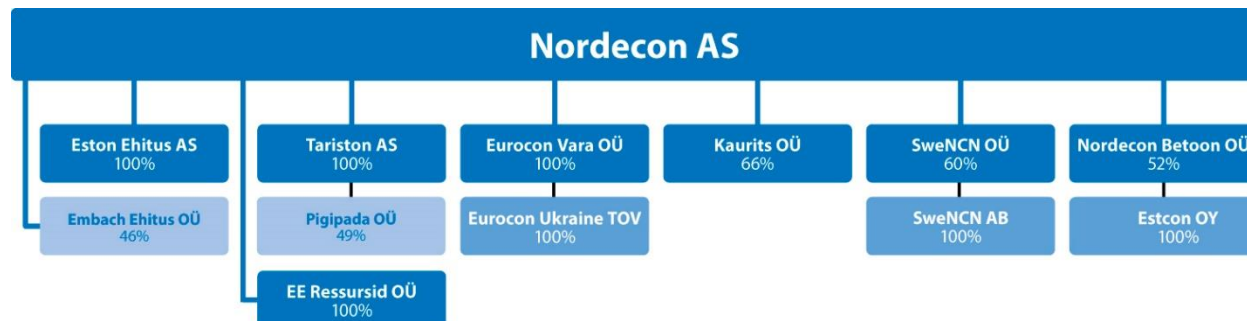 Nordecon AS
Eston Ehitus AS
100%
Tariston AS
100%
Eurocon Vara OÜ
100%
Kaurits OÜ
66%
SweNCN OÜ
60%
Nordecon Betoon OÜ
52%
Embach Ehitus OÜ
46%
Pigipada OÜ
49%
Eurocon Ukraine TOV
100%
SweNCN AB
100%
Estcon OY
100%
EE Ressursid OÜ
100%